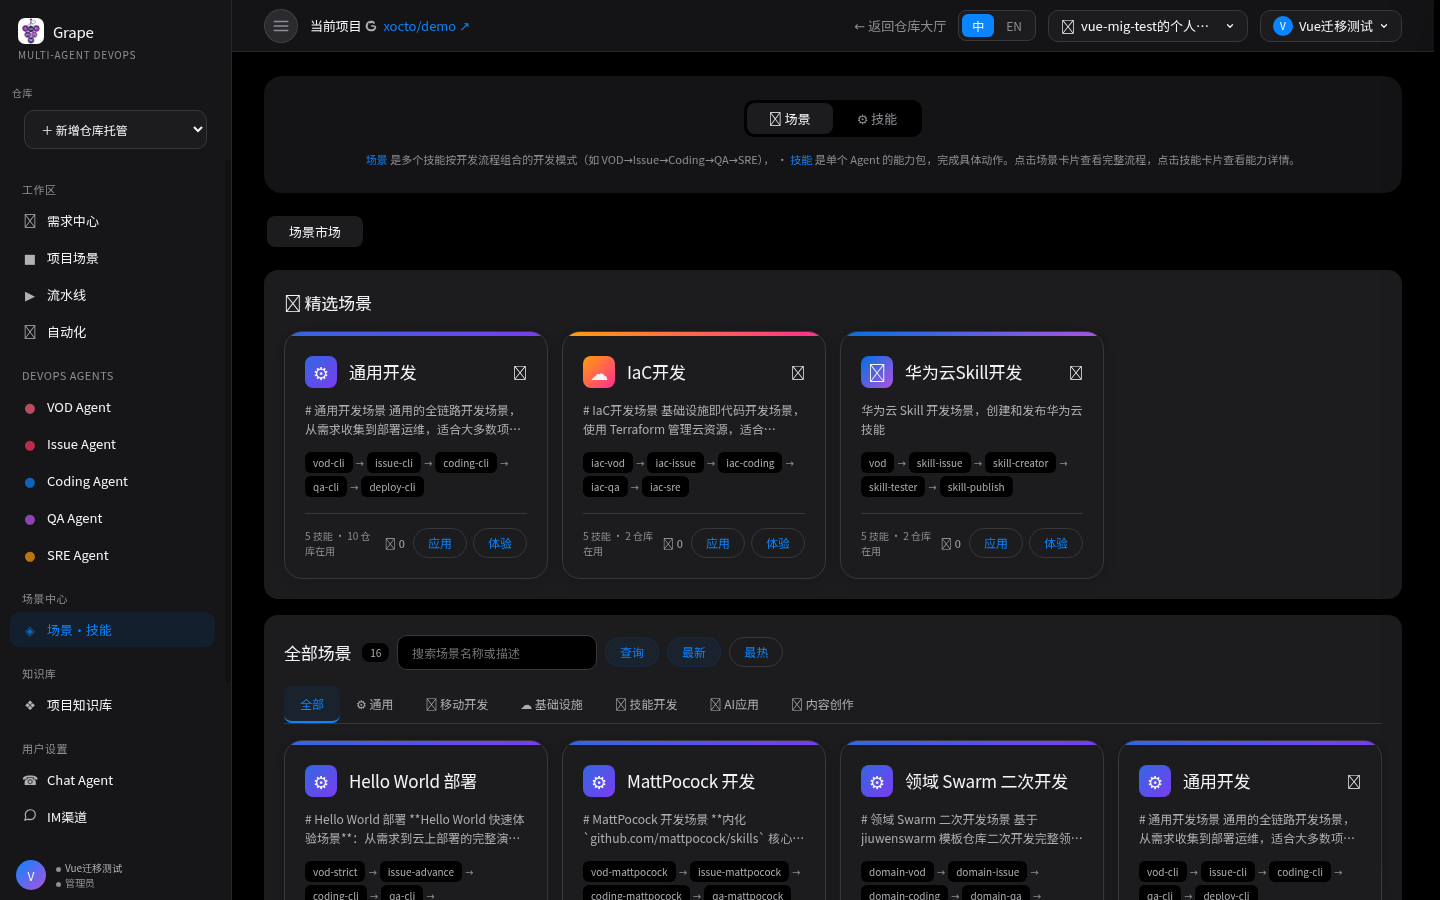 Grape
MULTI-AGENT DEVOPS
仓库
＋ 新增仓库托管
工作区
需求中心
项目场景
流水线
自动化
DEVOPS AGENTS
VOD Agent
Issue Agent
Coding Agent
QA Agent
SRE Agent
场景中心
场景・技能
知识库
项目知识库
用户设置
Chat Agent
IM渠道
V
Vue迁移测试
管理员
当前项目 G xocto/demo ↗
← 返回仓库大厅
中 EN
vue-mig-test的个人…
V Vue迁移测试
场景
技能
场景 是多个技能按开发流程组合的开发模式（如 VOD→Issue→Coding→QA→SRE）， ・ 技能 是单个 Agent 的能力包，完成具体动作。点击场景卡片查看完整流程，点击技能卡片查看能力详情。
场景市场
精选场景
通用开发
# 通用开发场景 通用的全链路开发场景，
从需求收集到部署运维，适合大多数项…
vod-cli → issue-cli → coding-cli →
qa-cli → deploy-cli
5 技能 ・ 10 仓
库在用
0
应用
体验
IaC开发
# IaC开发场景 基础设施即代码开发场景，
使用 Terraform 管理云资源，适合…
iac-vod → iac-issue → iac-coding →
iac-qa → iac-sre
5 技能 ・ 2 仓库
在用
0
应用
体验
华为云Skill开发
华为云 Skill 开发场景，创建和发布华为云
技能
vod → skill-issue → skill-creator →
skill-tester → skill-publish
5 技能 ・ 2 仓库
在用
0
应用
体验
全部场景 16
搜索场景名称或描述
查询
最新
最热
全部
通用
移动开发
基础设施
技能开发
AI应用
内容创作
Hello World 部署
# Hello World 部署 **Hello World 快速体
验场景**：从需求到云上部署的完整演…
vod-strict → issue-advance →
coding-cli → qa-cli →
MattPocock 开发
# MattPocock 开发场景 **内化
`github.com/mattpocock/skills` 核心…
vod-mattpocock → issue-mattpocock →
coding-mattpocock → qa-mattpocock
领域 Swarm 二次开发
# 领域 Swarm 二次开发场景 基于
jiuwenswarm 模板仓库二次开发完整领…
domain-vod → domain-issue →
domain-coding → domain-qa →
通用开发
# 通用开发场景 通用的全链路开发场景，
从需求收集到部署运维，适合大多数项…
vod-cli → issue-cli → coding-cli →
qa-cli → deploy-cli